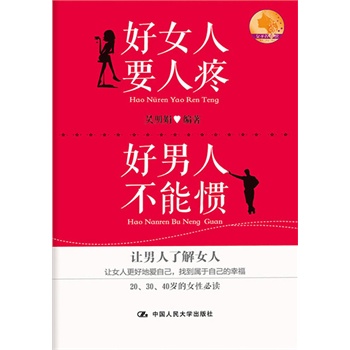 好女人
要人疼
Hao Nüren Yao Ren Teng
编著
好男人
不能惯
Hao Nanren Bu Neng Guan
让男人了解女人
让女人更好地爱自己，找到属于自己的幸福
20、30、40岁的女性必读
中国人民大学出版社